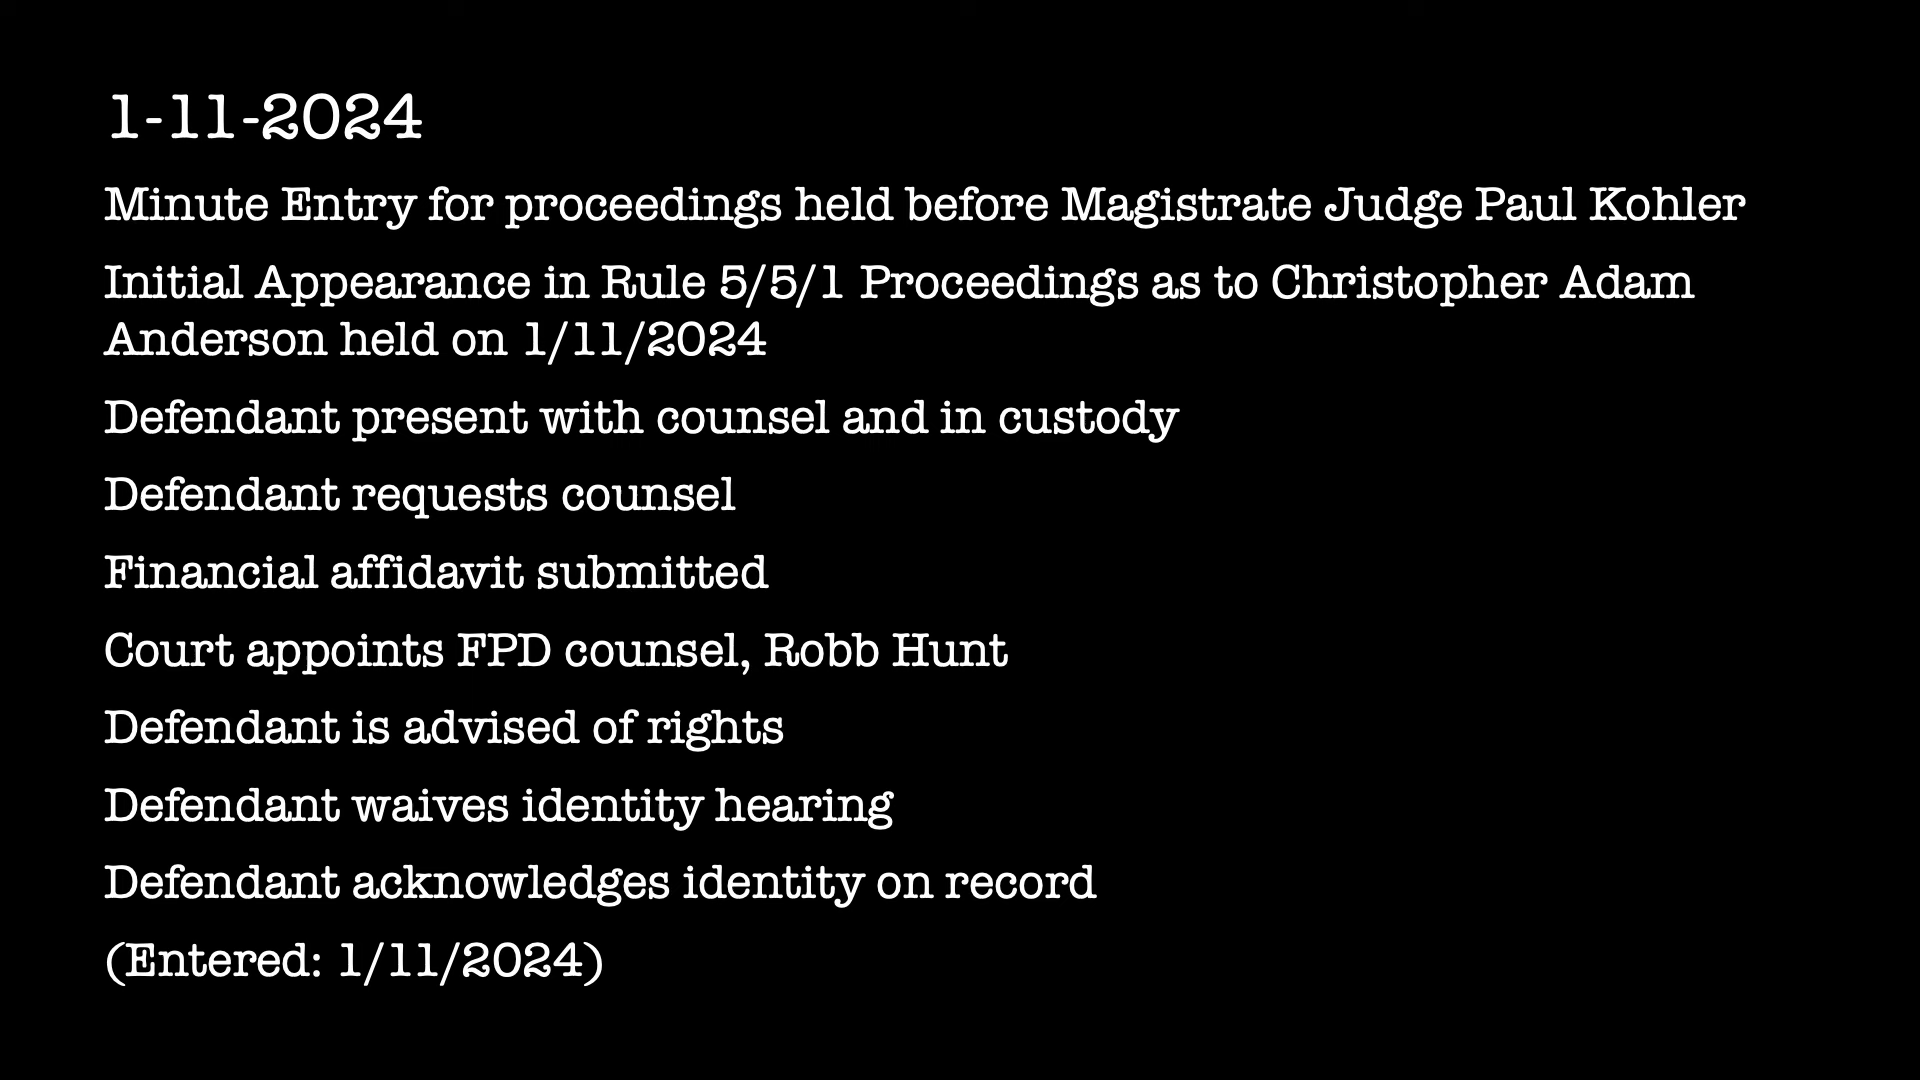 1-11-2024
Minute Entry for proceedings held before Magistrate Judge Paul Kohler
Initial Appearance in Rule 5/5/1 Proceedings as to Christopher Adam
Anderson held on 1/11/2024
Defendant present with counsel and in custody
Defendant requests counsel
Financial affidavit submitted
Court appoints FPD counsel, Robb Hunt
Defendant is advised of rights
Defendant waives identity hearing
Defendant acknowledges identity on record
(Entered: 1/11/2024)